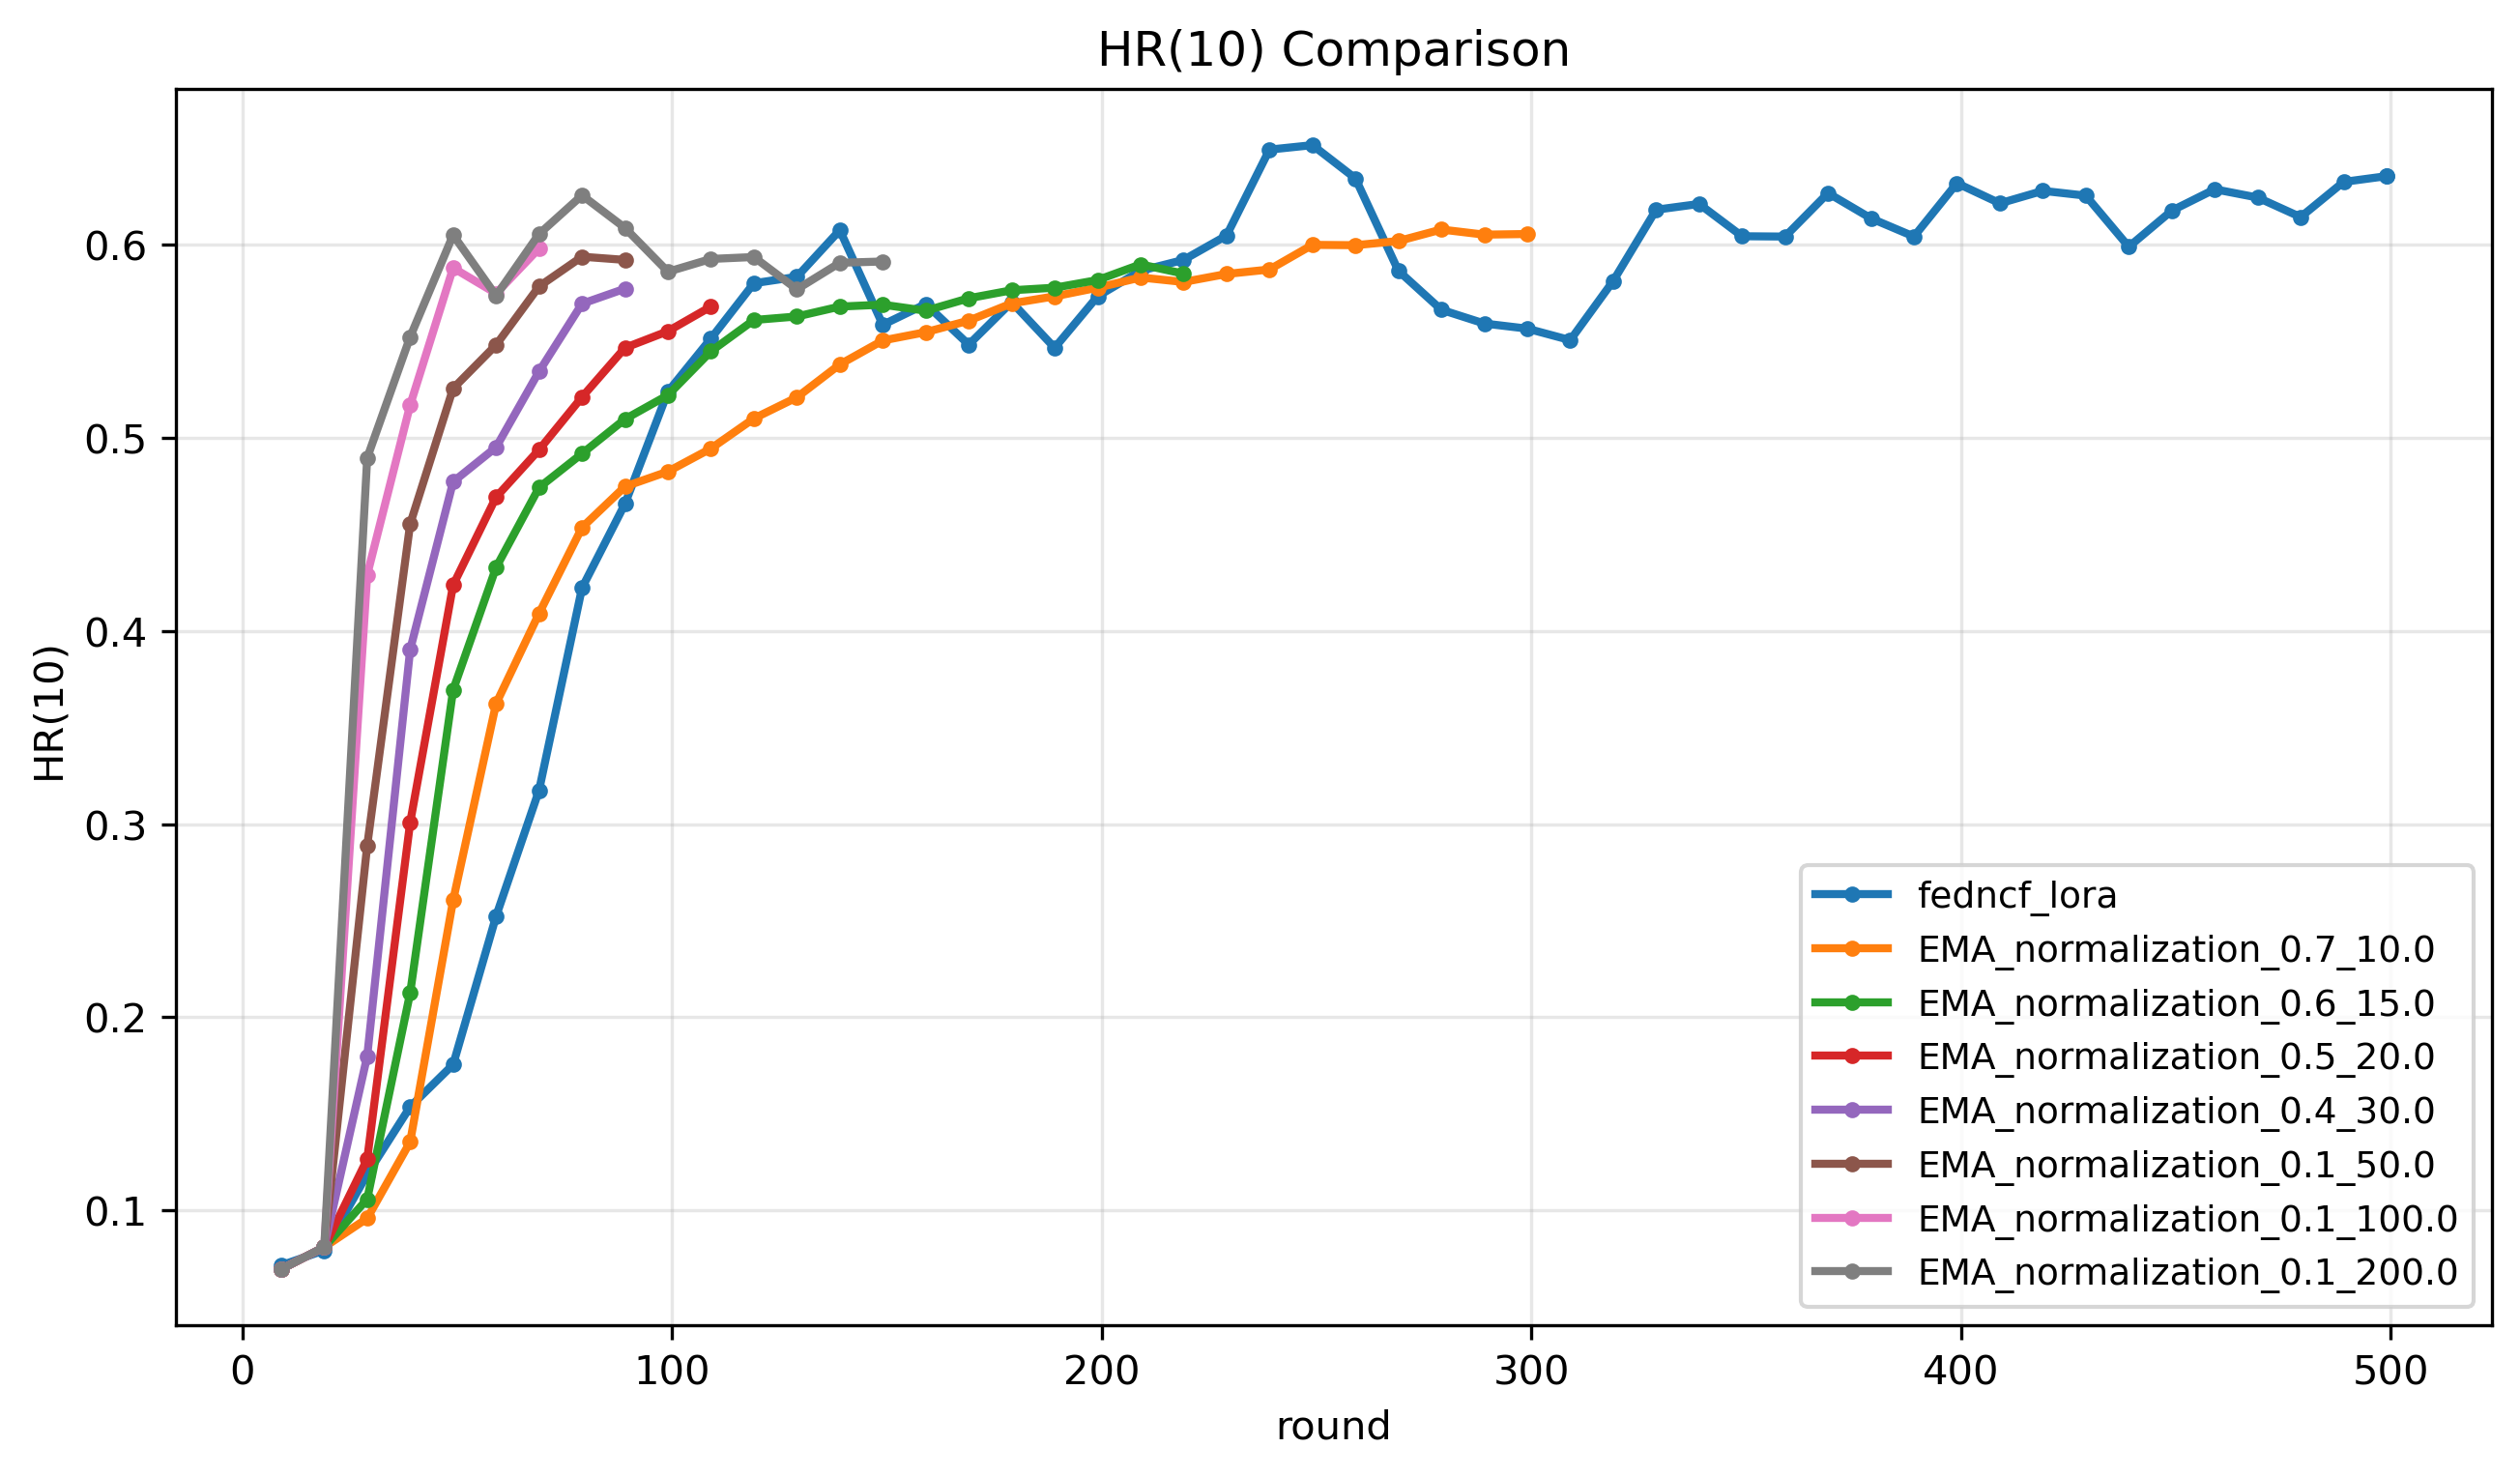 HR(10) Comparison
HR(10)
0.6
0.5
0.4
0.3
0.2
0.1
0 100 200 300 400 500
round
fedncf_lora
EMA_normalization_0.7_10.0
EMA_normalization_0.6_15.0
EMA_normalization_0.5_20.0
EMA_normalization_0.4_30.0
EMA_normalization_0.1_50.0
EMA_normalization_0.1_100.0
EMA_normalization_0.1_200.0